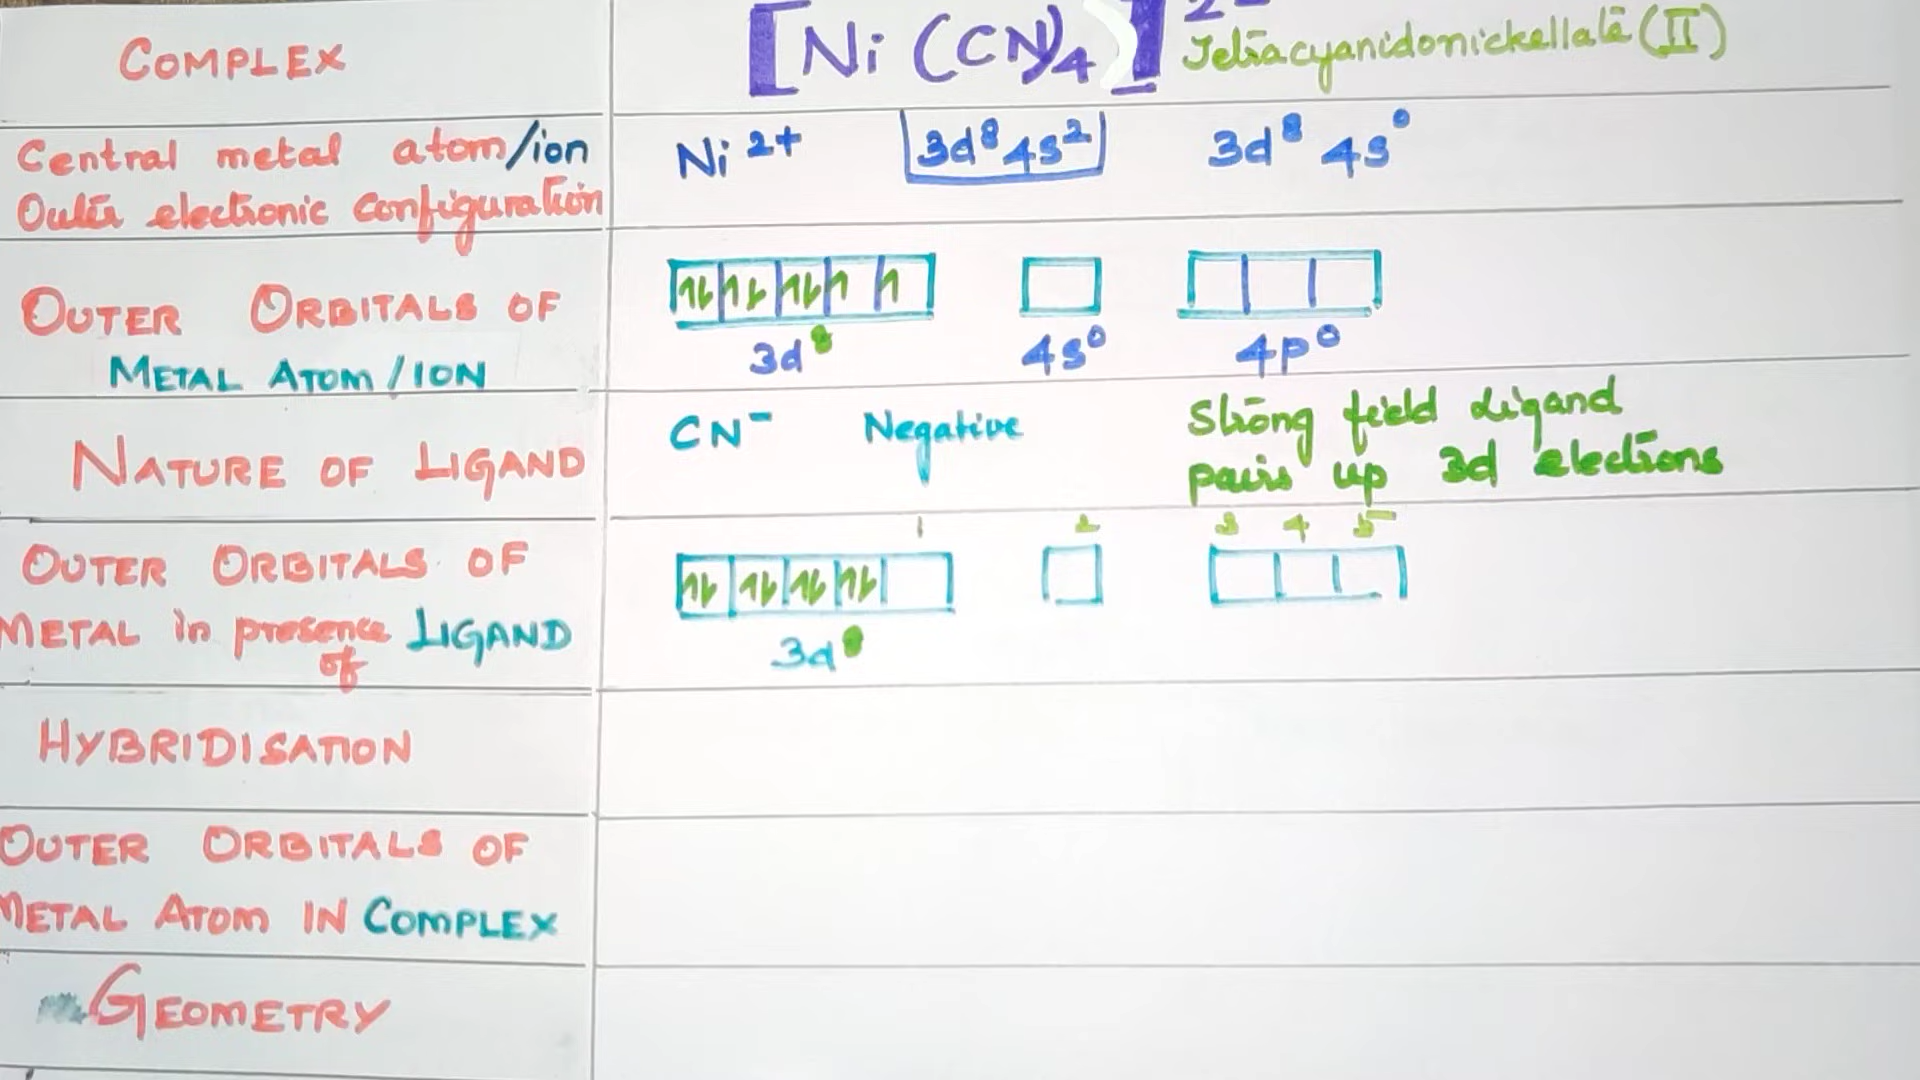 COMPLEX
[Ni(CN)4]2-
Tetracyanidonickellate (II)
Central metal atom/ion
Outer electronic configuration
Ni2+ 3d8 4s2 3d8 4s0
OUTER ORBITALS OF
METAL ATOM/ION
↿⇂ ↿⇂ ↿⇂ ↿ ↿
3d8 4s0 4p0
NATURE OF LIGAND
CN- Negative
Strong field Ligand
pairs up 3d electrons
OUTER ORBITALS OF
METAL in presence of LIGAND
1 2 3 4 5
↿⇂ ↿⇂ ↿⇂ ↿⇂
3d8
HYBRIDISATION
OUTER ORBITALS OF
METAL ATOM IN COMPLEX
GEOMETRY